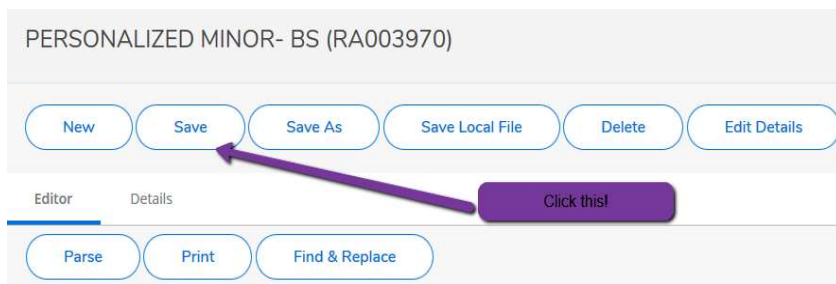 PERSONALIZED MINOR- BS (RA003970)
New Save Save As Save Local File Delete Edit Details
Editor Details
Click this!
Parse Print Find & Replace